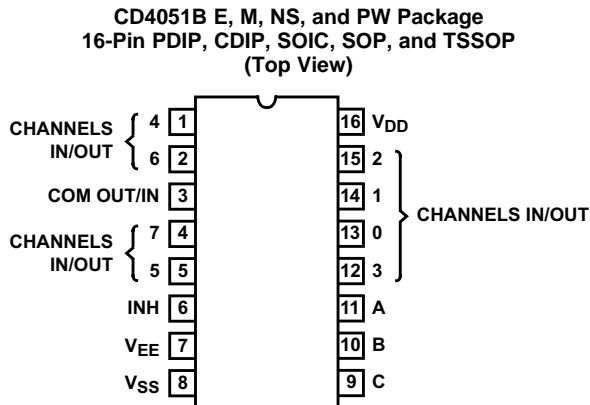 CD4051B E, M, NS, and PW Package
16-Pin PDIP, CDIP, SOIC, SOP, and TSSOP
(Top View)
CHANNELS IN/OUT
4 1
6 2
COM OUT/IN 3
CHANNELS IN/OUT
7 4
5 5
INH 6
VEE 7
VSS 8
16 VDD
15 2
14 1
13 0
12 3
CHANNELS IN/OUT
11 A
10 B
9 C